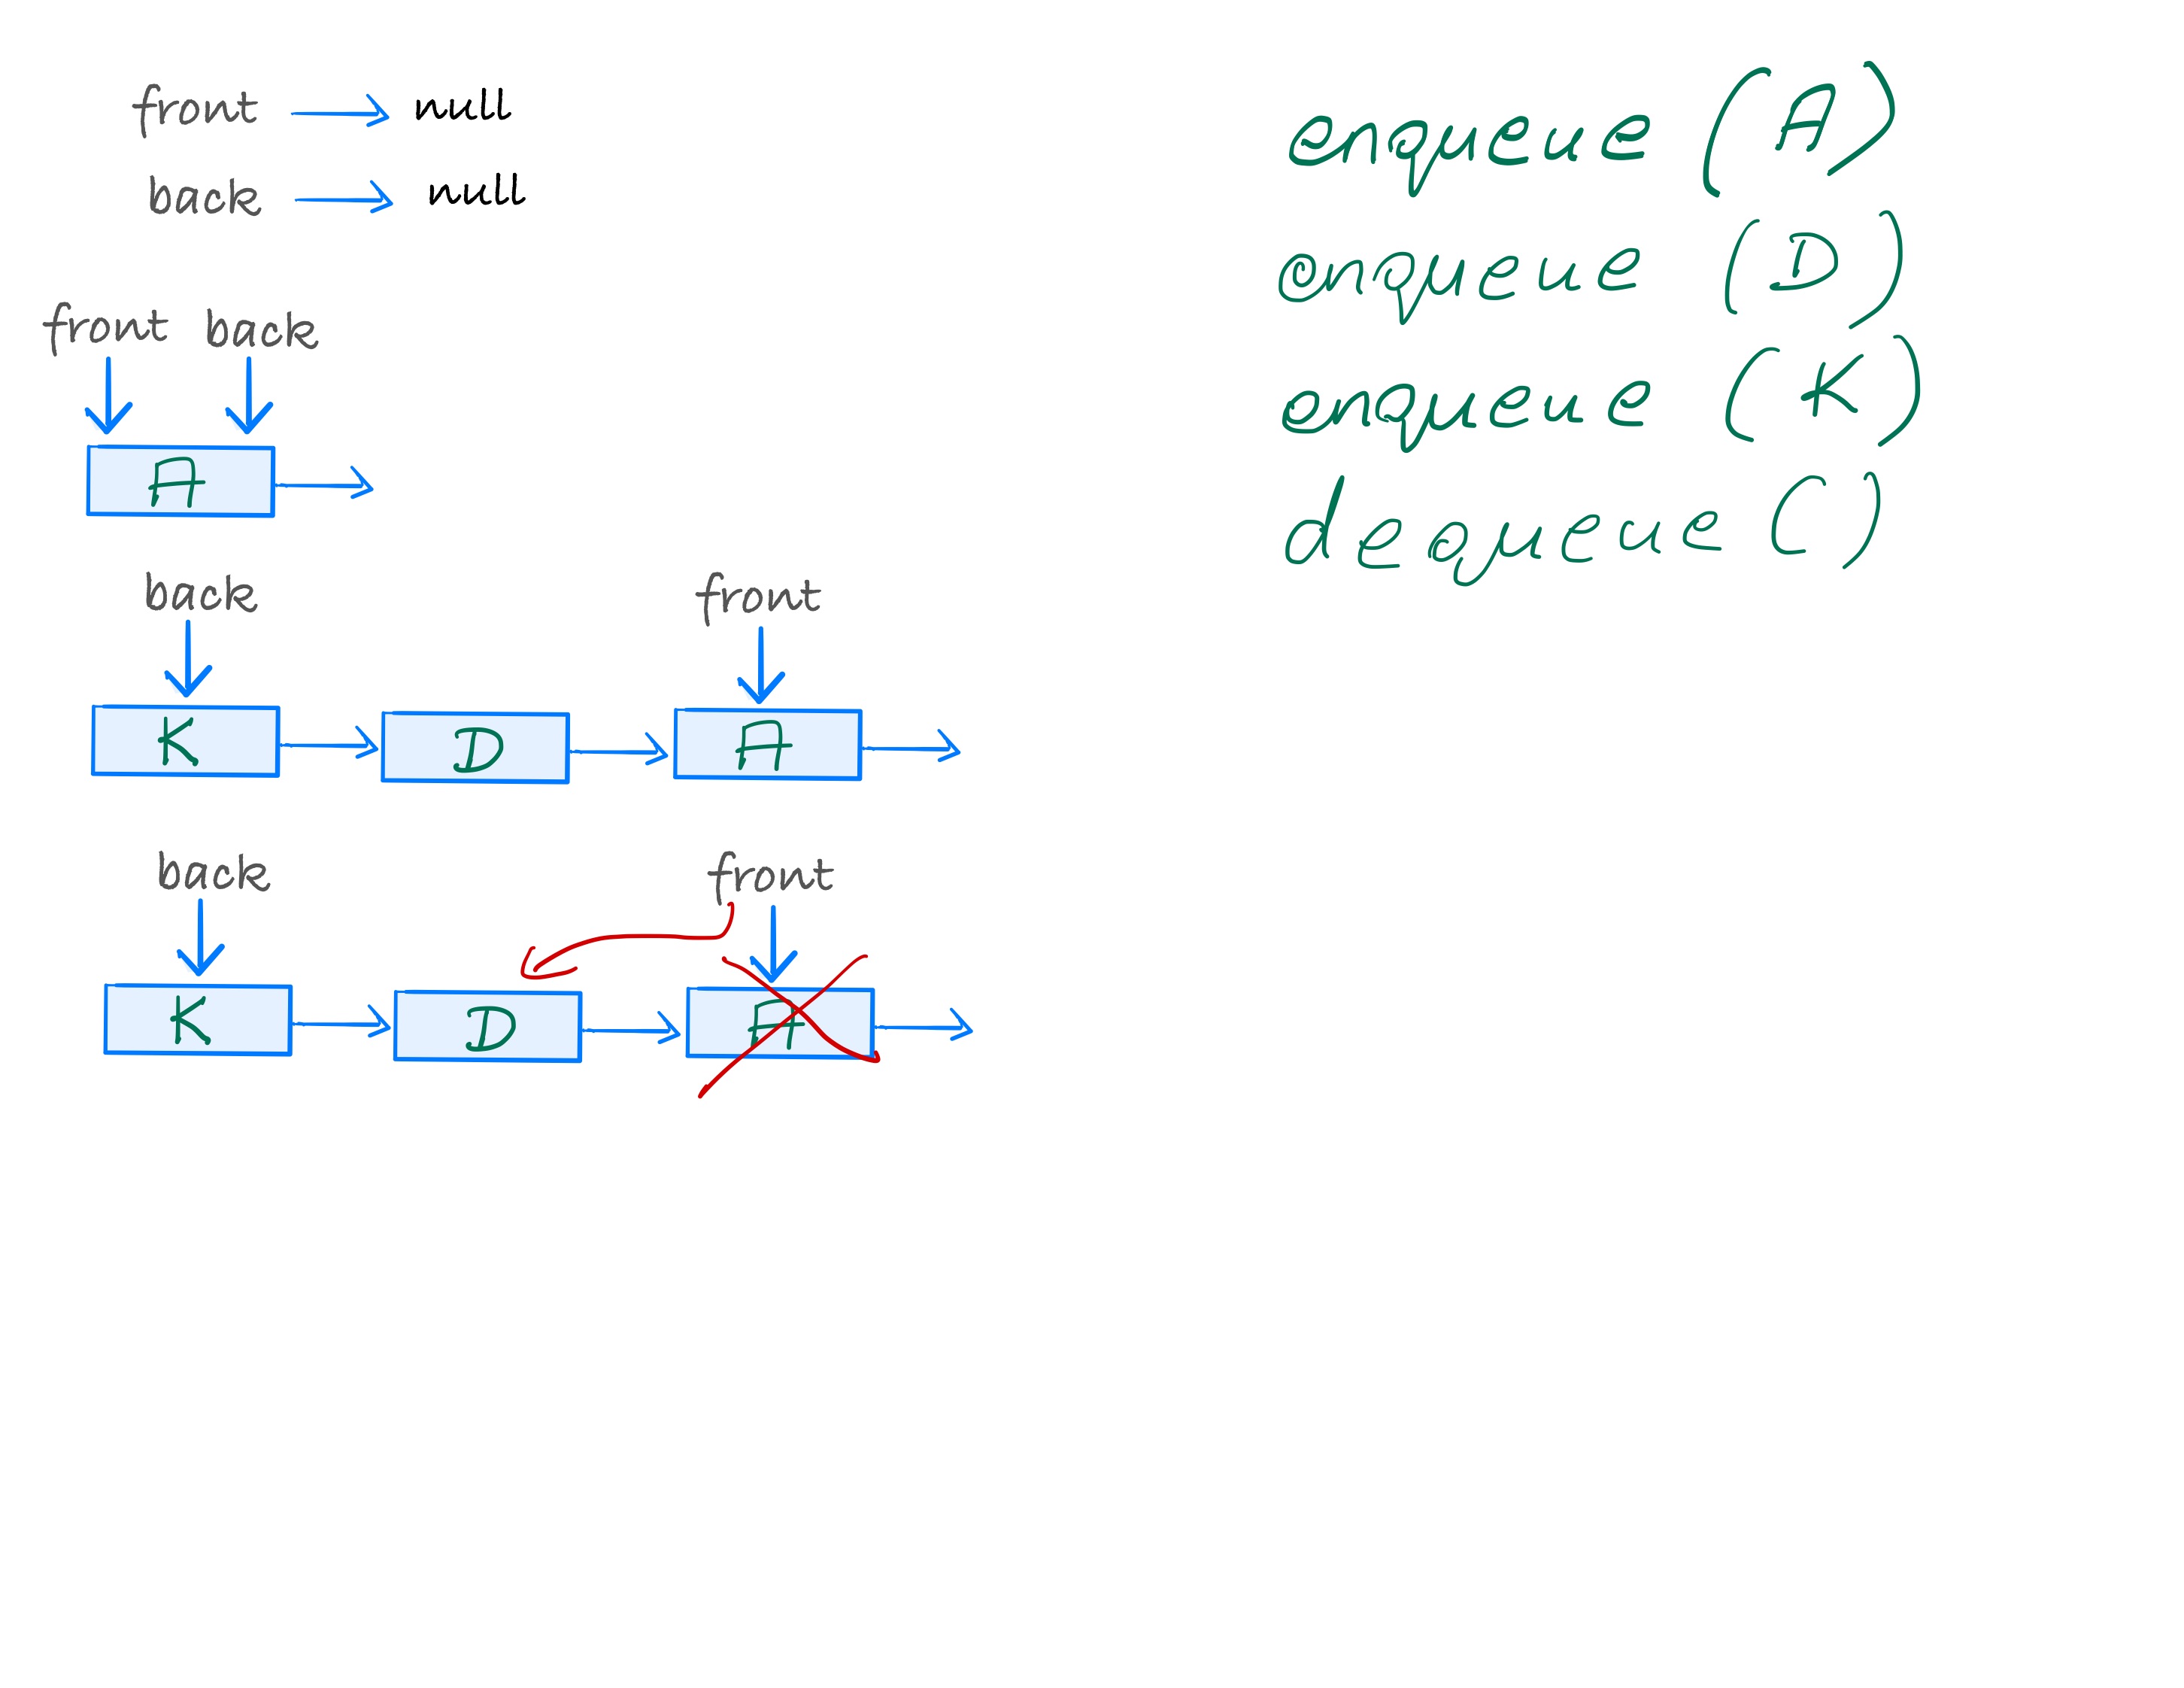 front → null
back → null
front back
A
back front
K D A
back front
K D A
enqueue (A)
enqueue (D)
enqueue (K)
dequeue ( )